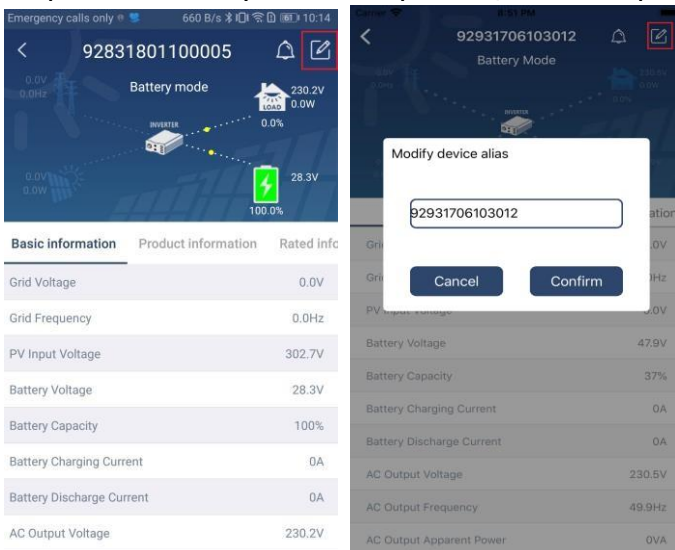 Emergency calls only
660 B/s
10:14
92831801100005
Battery mode
0.0V
0.0Hz
230.2V
0.0W
LOAD
0.0%
INVERTER
0.0V
0.0W
28.3V
100.0%
Basic information Product information Rated info
Grid Voltage 0.0V
Grid Frequency 0.0Hz
PV Input Voltage 302.7V
Battery Voltage 28.3V
Battery Capacity 100%
Battery Charging Current 0A
Battery Discharge Current 0A
AC Output Voltage 230.2V
Carrier 8:51 PM
92931706103012
Battery Mode
INVERTER
Modify device alias
92931706103012
Cancel Confirm
PV Input Voltage 0.0V
Battery Voltage 47.9V
Battery Capacity 37%
Battery Charging Current 0A
Battery Discharge Current 0A
AC Output Voltage 230.5V
AC Output Frequency 49.9Hz
AC Output Apparent Power 0VA